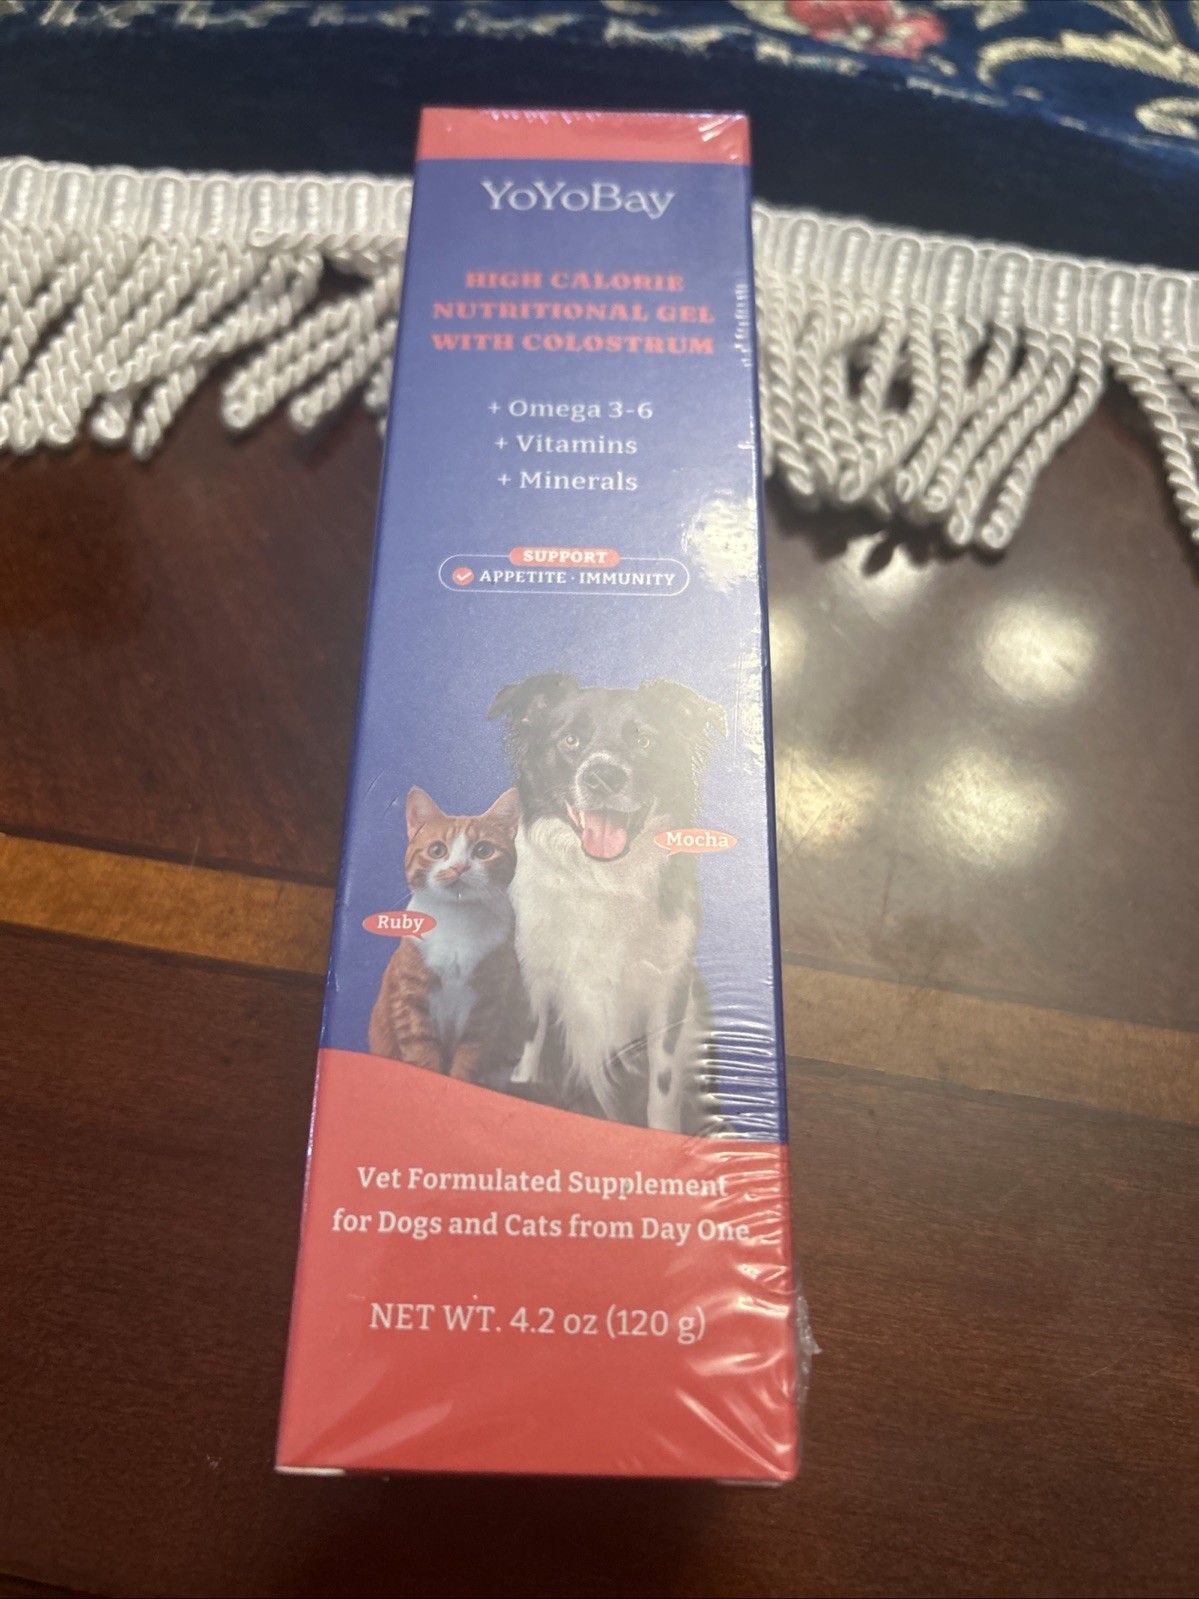 YoYoBay
HIGH CALORIE
NUTRITIONAL GEL
WITH COLOSTRUM
+ Omega 3-6
+ Vitamins
+ Minerals
SUPPORT
APPETITE · IMMUNITY
Mocha
Ruby
Vet Formulated Supplement
for Dogs and Cats from Day One
NET WT. 4.2 oz (120 g)